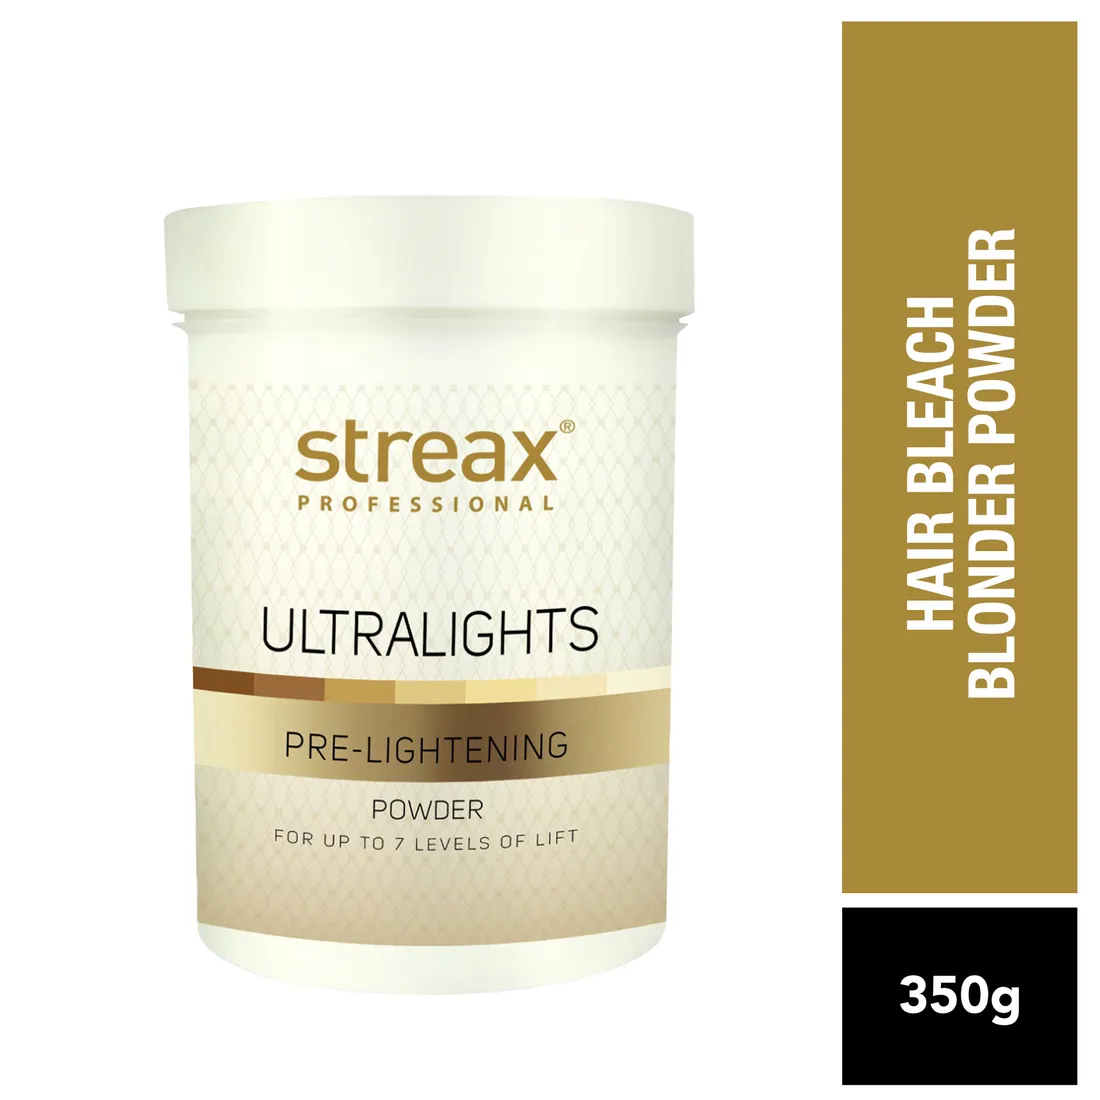 streax®
PROFESSIONAL
ULTRALIGHTS
PRE-LIGHTENING
POWDER
FOR UP TO 7 LEVELS OF LIFT
HAIR BLEACH
BLONDER POWDER
350g